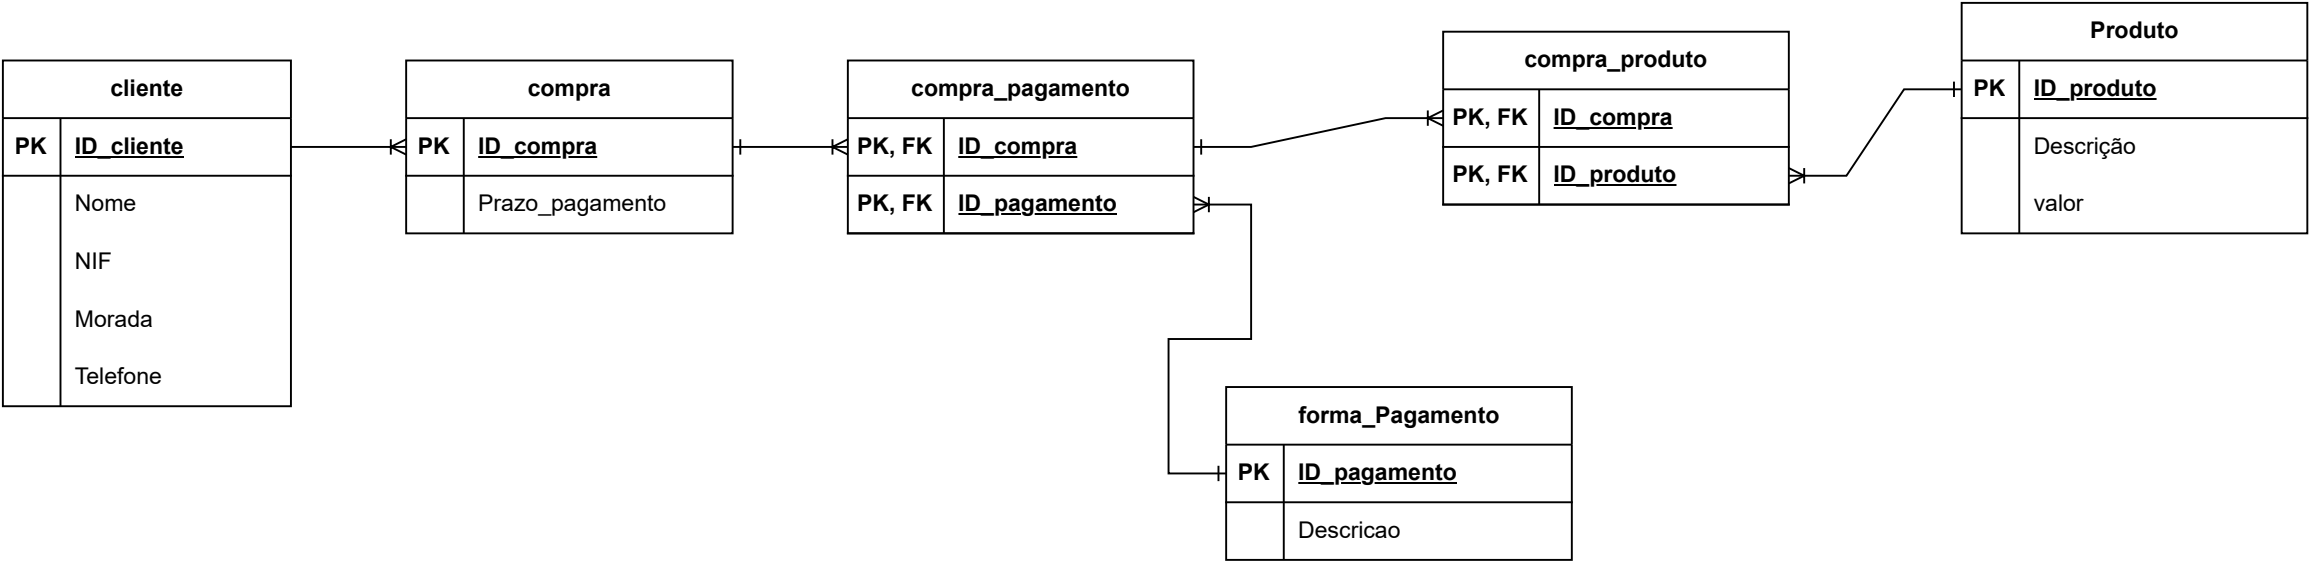 cliente
PK ID_cliente
Nome
NIF
Morada
Telefone
compra
PK ID_compra
Prazo_pagamento
compra_pagamento
PK, FK ID_compra
PK, FK ID_pagamento
compra_produto
PK, FK ID_compra
PK, FK ID_produto
Produto
PK ID_produto
Descrição
valor
forma_Pagamento
PK ID_pagamento
Descricao